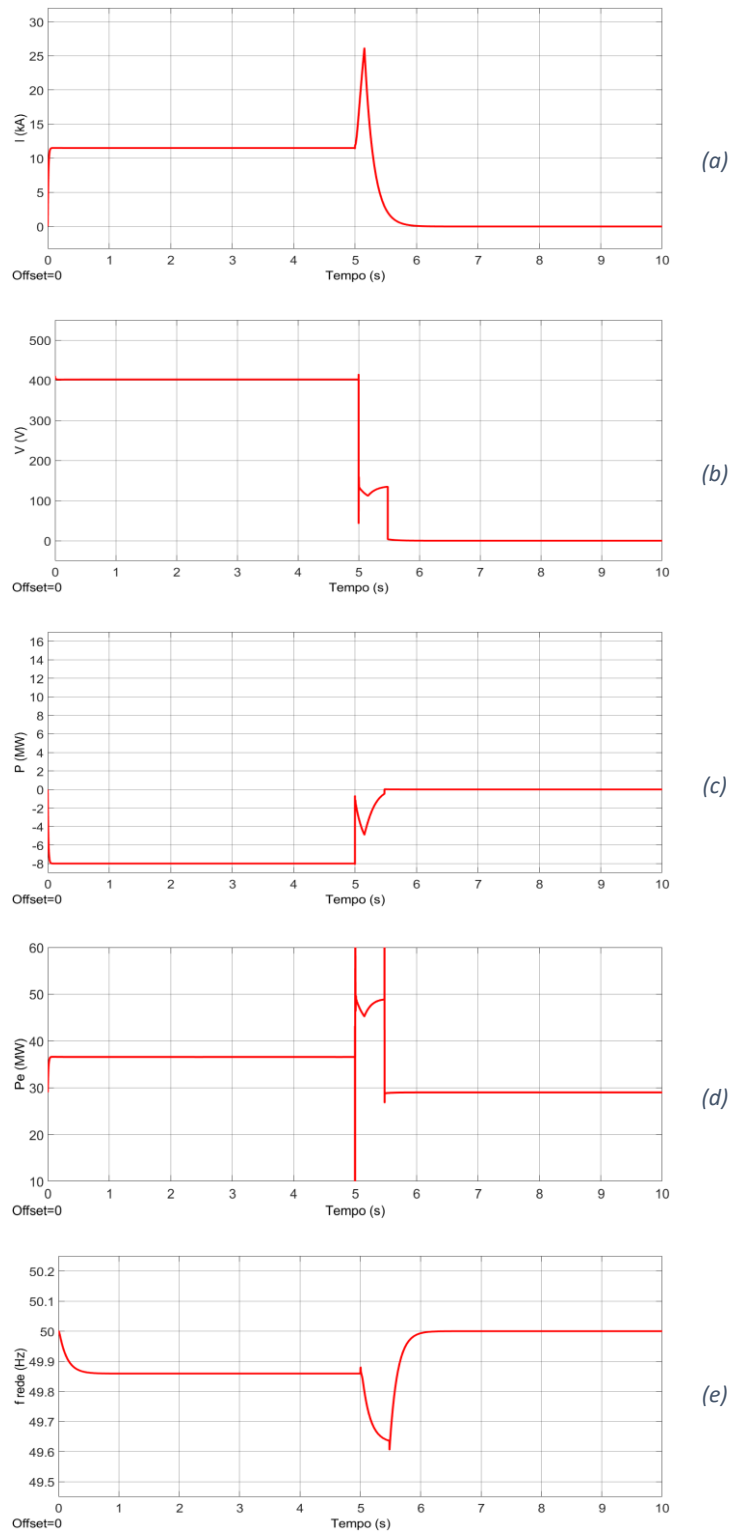 30
25
20
15
10
5
0
I (kA)
0 1 2 3 4 5 6 7 8 9 10
Offset=0
Tempo (s)
(a)
500
400
300
200
100
0
V (V)
0 1 2 3 4 5 6 7 8 9 10
Offset=0
Tempo (s)
(b)
16
14
12
10
8
6
4
2
0
-2
-4
-6
-8
P (MW)
0 1 2 3 4 5 6 7 8 9 10
Offset=0
Tempo (s)
(c)
60
50
40
30
20
10
Pe (MW)
0 1 2 3 4 5 6 7 8 9 10
Offset=0
Tempo (s)
(d)
50.2
50.1
50
49.9
49.8
49.7
49.6
49.5
f rede (Hz)
0 1 2 3 4 5 6 7 8 9 10
Offset=0
Tempo (s)
(e)